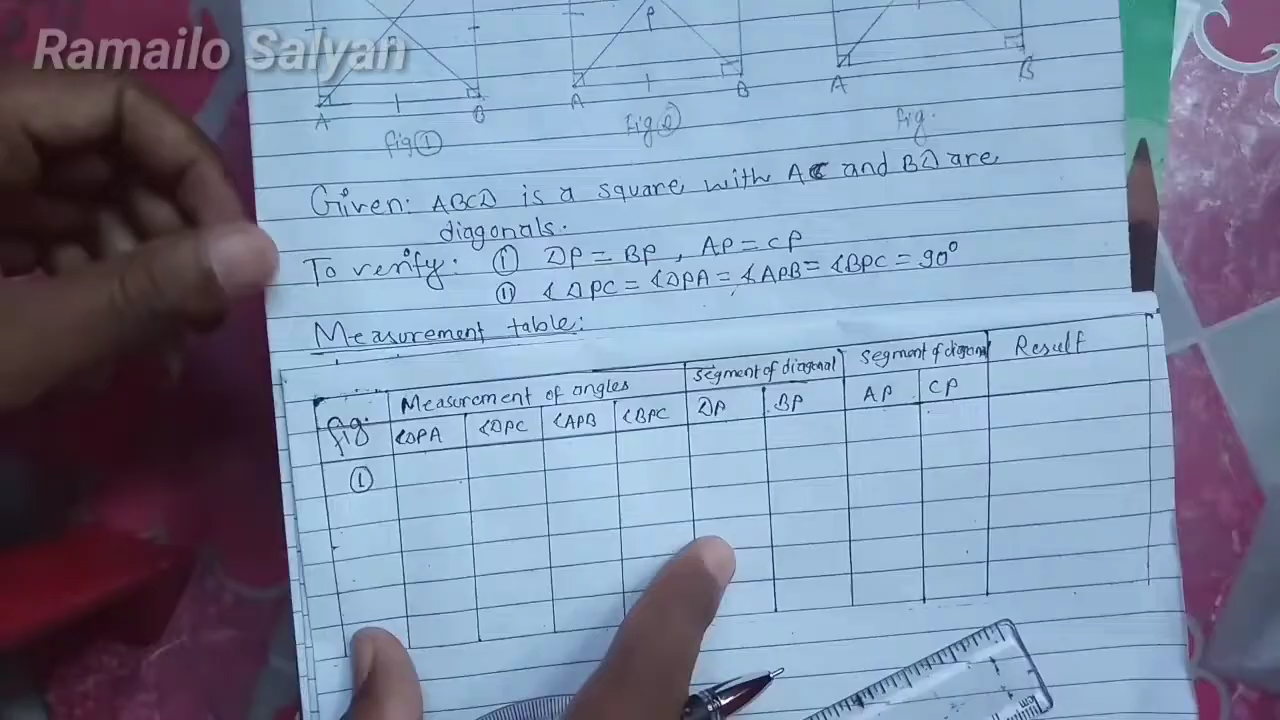 Ramailo Salyan
P
P
A
B
A
B
A
B
fig ①
fig ②
fig.
Given: ABCD is a square with AC and BD are
diagonals.
To verify: ① DP = BP , AP = CP
⑪ ∢DPC = ∢DPA = ∢APB = ∢BPC = 90°
Measurement table:
fig. Measurement of angles Segment of diagonal Segment of diagonal Result
∢DPA ∢DPC ∢APB ∢BPC DP BP AP CP
①
cm